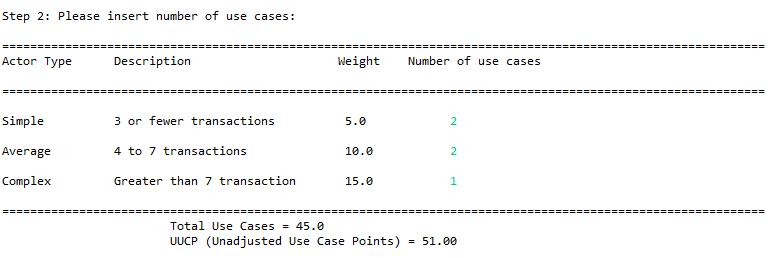 Step 2: Please insert number of use cases:
=============================================================================================================
Actor Type Description Weight Number of use cases
=============================================================================================================
Simple 3 or fewer transactions 5.0 2
Average 4 to 7 transactions 10.0 2
Complex Greater than 7 transaction 15.0 1
=============================================================================================================
Total Use Cases = 45.0
UUCP (Unadjusted Use Case Points) = 51.00